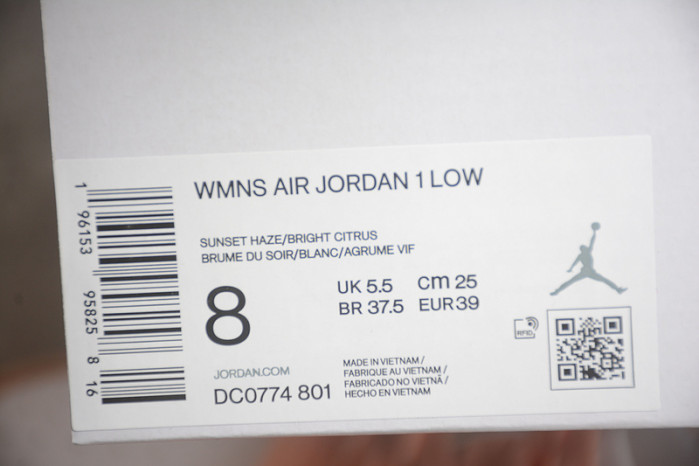 WMNS AIR JORDAN 1 LOW
SUNSET HAZE/BRIGHT CITRUS
BRUME DU SOIR/BLANC/AGRUME VIF
8
UK 5.5 CM 25
BR 37.5 EUR 39
JORDAN.COM
DC0774 801
MADE IN VIETNAM /
FABRIQUE AU VIETNAM /
FABRICADO NO VIETNÃ /
HECHO EN VIETNAM
RFID
1 96153 95825 8 16